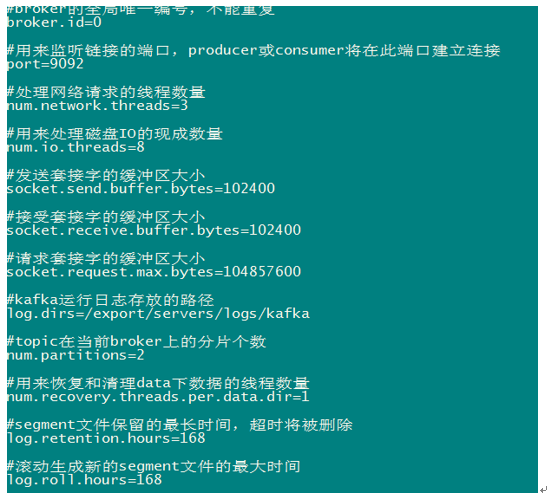 #broker的全局唯一编号，不能重复
broker.id=0
#用来监听链接的端口，producer或consumer将在此端口建立连接
port=9092
#处理网络请求的线程数量
num.network.threads=3
#用来处理磁盘IO的现成数量
num.io.threads=8
#发送套接字的缓冲区大小
socket.send.buffer.bytes=102400
#接受套接字的缓冲区大小
socket.receive.buffer.bytes=102400
#请求套接字的缓冲区大小
socket.request.max.bytes=104857600
#kafka运行日志存放的路径
log.dirs=/export/servers/logs/kafka
#topic在当前broker上的分片个数
num.partitions=2
#用来恢复和清理data下数据的线程数量
num.recovery.threads.per.data.dir=1
#segment文件保留的最长时间，超时将被删除
log.retention.hours=168
#滚动生成新的segment文件的最大时间
log.roll.hours=168